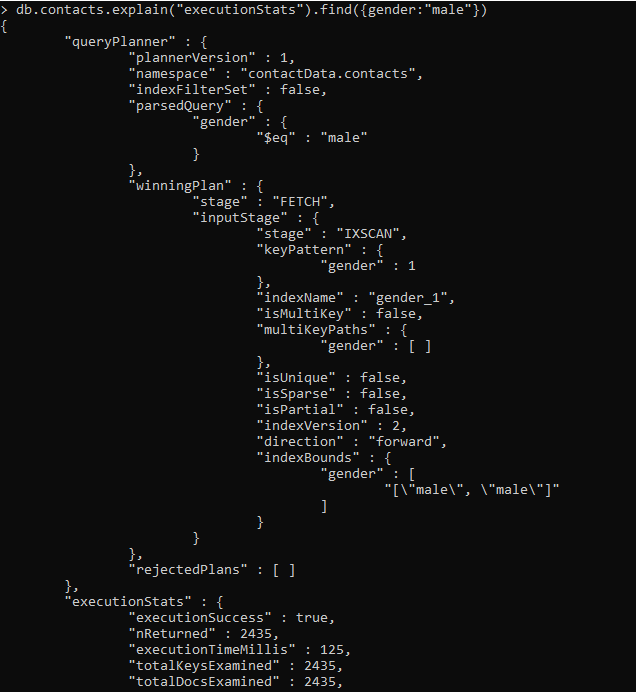 > db.contacts.explain("executionStats").find({gender:"male"})
{
        "queryPlanner" : {
                "plannerVersion" : 1,
                "namespace" : "contactData.contacts",
                "indexFilterSet" : false,
                "parsedQuery" : {
                        "gender" : {
                                "$eq" : "male"
                        }
                },
                "winningPlan" : {
                        "stage" : "FETCH",
                        "inputStage" : {
                                "stage" : "IXSCAN",
                                "keyPattern" : {
                                        "gender" : 1
                                },
                                "indexName" : "gender_1",
                                "isMultiKey" : false,
                                "multiKeyPaths" : {
                                        "gender" : [ ]
                                },
                                "isUnique" : false,
                                "isSparse" : false,
                                "isPartial" : false,
                                "indexVersion" : 2,
                                "direction" : "forward",
                                "indexBounds" : {
                                        "gender" : [
                                                "[\"male\", \"male\"]"
                                        ]
                                }
                        }
                },
                "rejectedPlans" : [ ]
        },
        "executionStats" : {
                "executionSuccess" : true,
                "nReturned" : 2435,
                "executionTimeMillis" : 125,
                "totalKeysExamined" : 2435,
                "totalDocsExamined" : 2435,